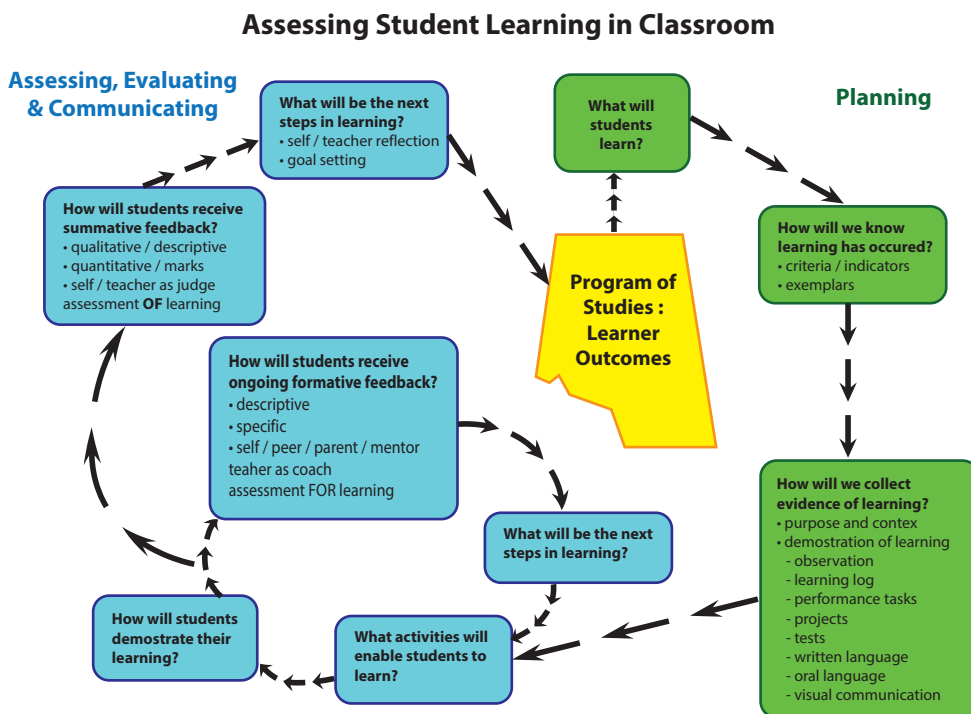 Assessing Student Learning in Classroom
Assessing, Evaluating
& Communicating
Planning
What will be the next
steps in learning?
• self / teacher reflection
• goal setting
What will
students
learn?
How will students receive
summative feedback?
• qualitative / descriptive
• quantitative / marks
• self / teacher as judge
assessment OF learning
How will we know
learning has occured?
• criteria / indicators
• exemplars
Program of
Studies :
Learner
Outcomes
How will students receive
ongoing formative feedback?
• descriptive
• specific
• self / peer / parent / mentor
teaher as coach
assessment FOR learning
How will we collect
evidence of learning?
• purpose and contex
• demostration of learning
- observation
- learning log
- performance tasks
- projects
- tests
- written language
- oral language
- visual communication
What will be the next
steps in learning?
How will students
demostrate their
learning?
What activities will
enable students to
learn?